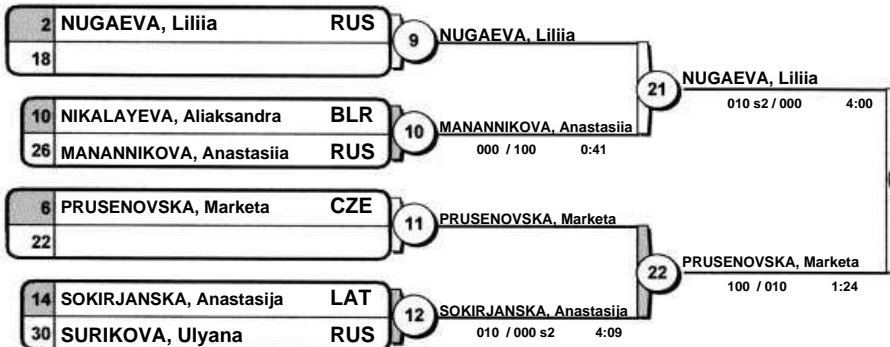 2 NUGAEVA, Liliia RUS
18
9
NUGAEVA, Liliia
10 NIKALAYEVA, Aliaksandra BLR
26 MANANNIKOVA, Anastasiia RUS
10
MANANNIKOVA, Anastasiia
000 / 100 0:41
21
NUGAEVA, Liliia
010 s2 / 000 4:00
6 PRUSENOVSKA, Marketa CZE
22
11
PRUSENOVSKA, Marketa
14 SOKIRJANSKA, Anastasija LAT
30 SURIKOVA, Ulyana RUS
12
SOKIRJANSKA, Anastasija
010 / 000 s2 4:09
22
PRUSENOVSKA, Marketa
100 / 010 1:24